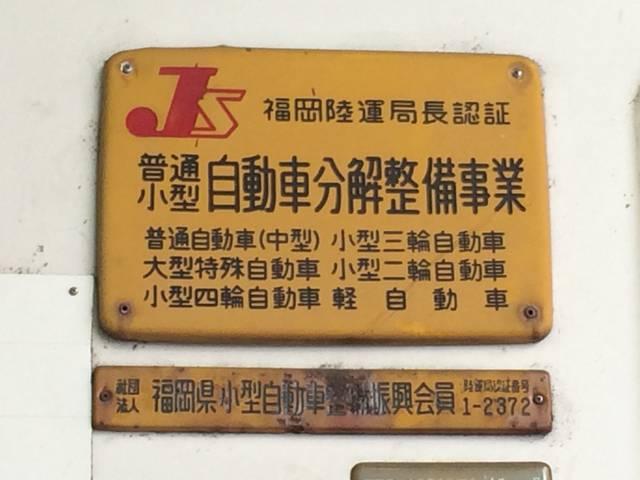 JS 福岡陸運局長認証
普通
小型 自動車分解整備事業
普通自動車(中型) 小型三輪自動車
大型特殊自動車 小型二輪自動車
小型四輪自動車 軽自動車
社団
法人 福岡県小型自動車整備振興会員
1-2372